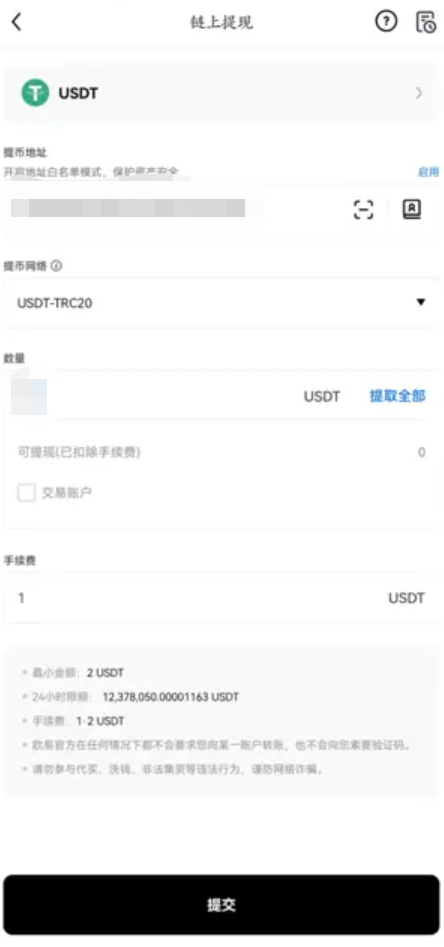 链上提现
USDT
提币地址
开启地址白名单模式，保护资产安全 启用
提币网络
USDT-TRC20
数量
USDT 提取全部
可提现(已扣除手续费) 0
交易账户
手续费
1 USDT
最小金额: 2 USDT
24小时限额: 12,378,050.00001163 USDT
手续费: 1-2 USDT
欧易官方在任何情况下都不会要求您向某一账户转账，也不会向您索要验证码。
请勿参与代买、洗钱、非法集资等违法行为，谨防网络诈骗。
提交